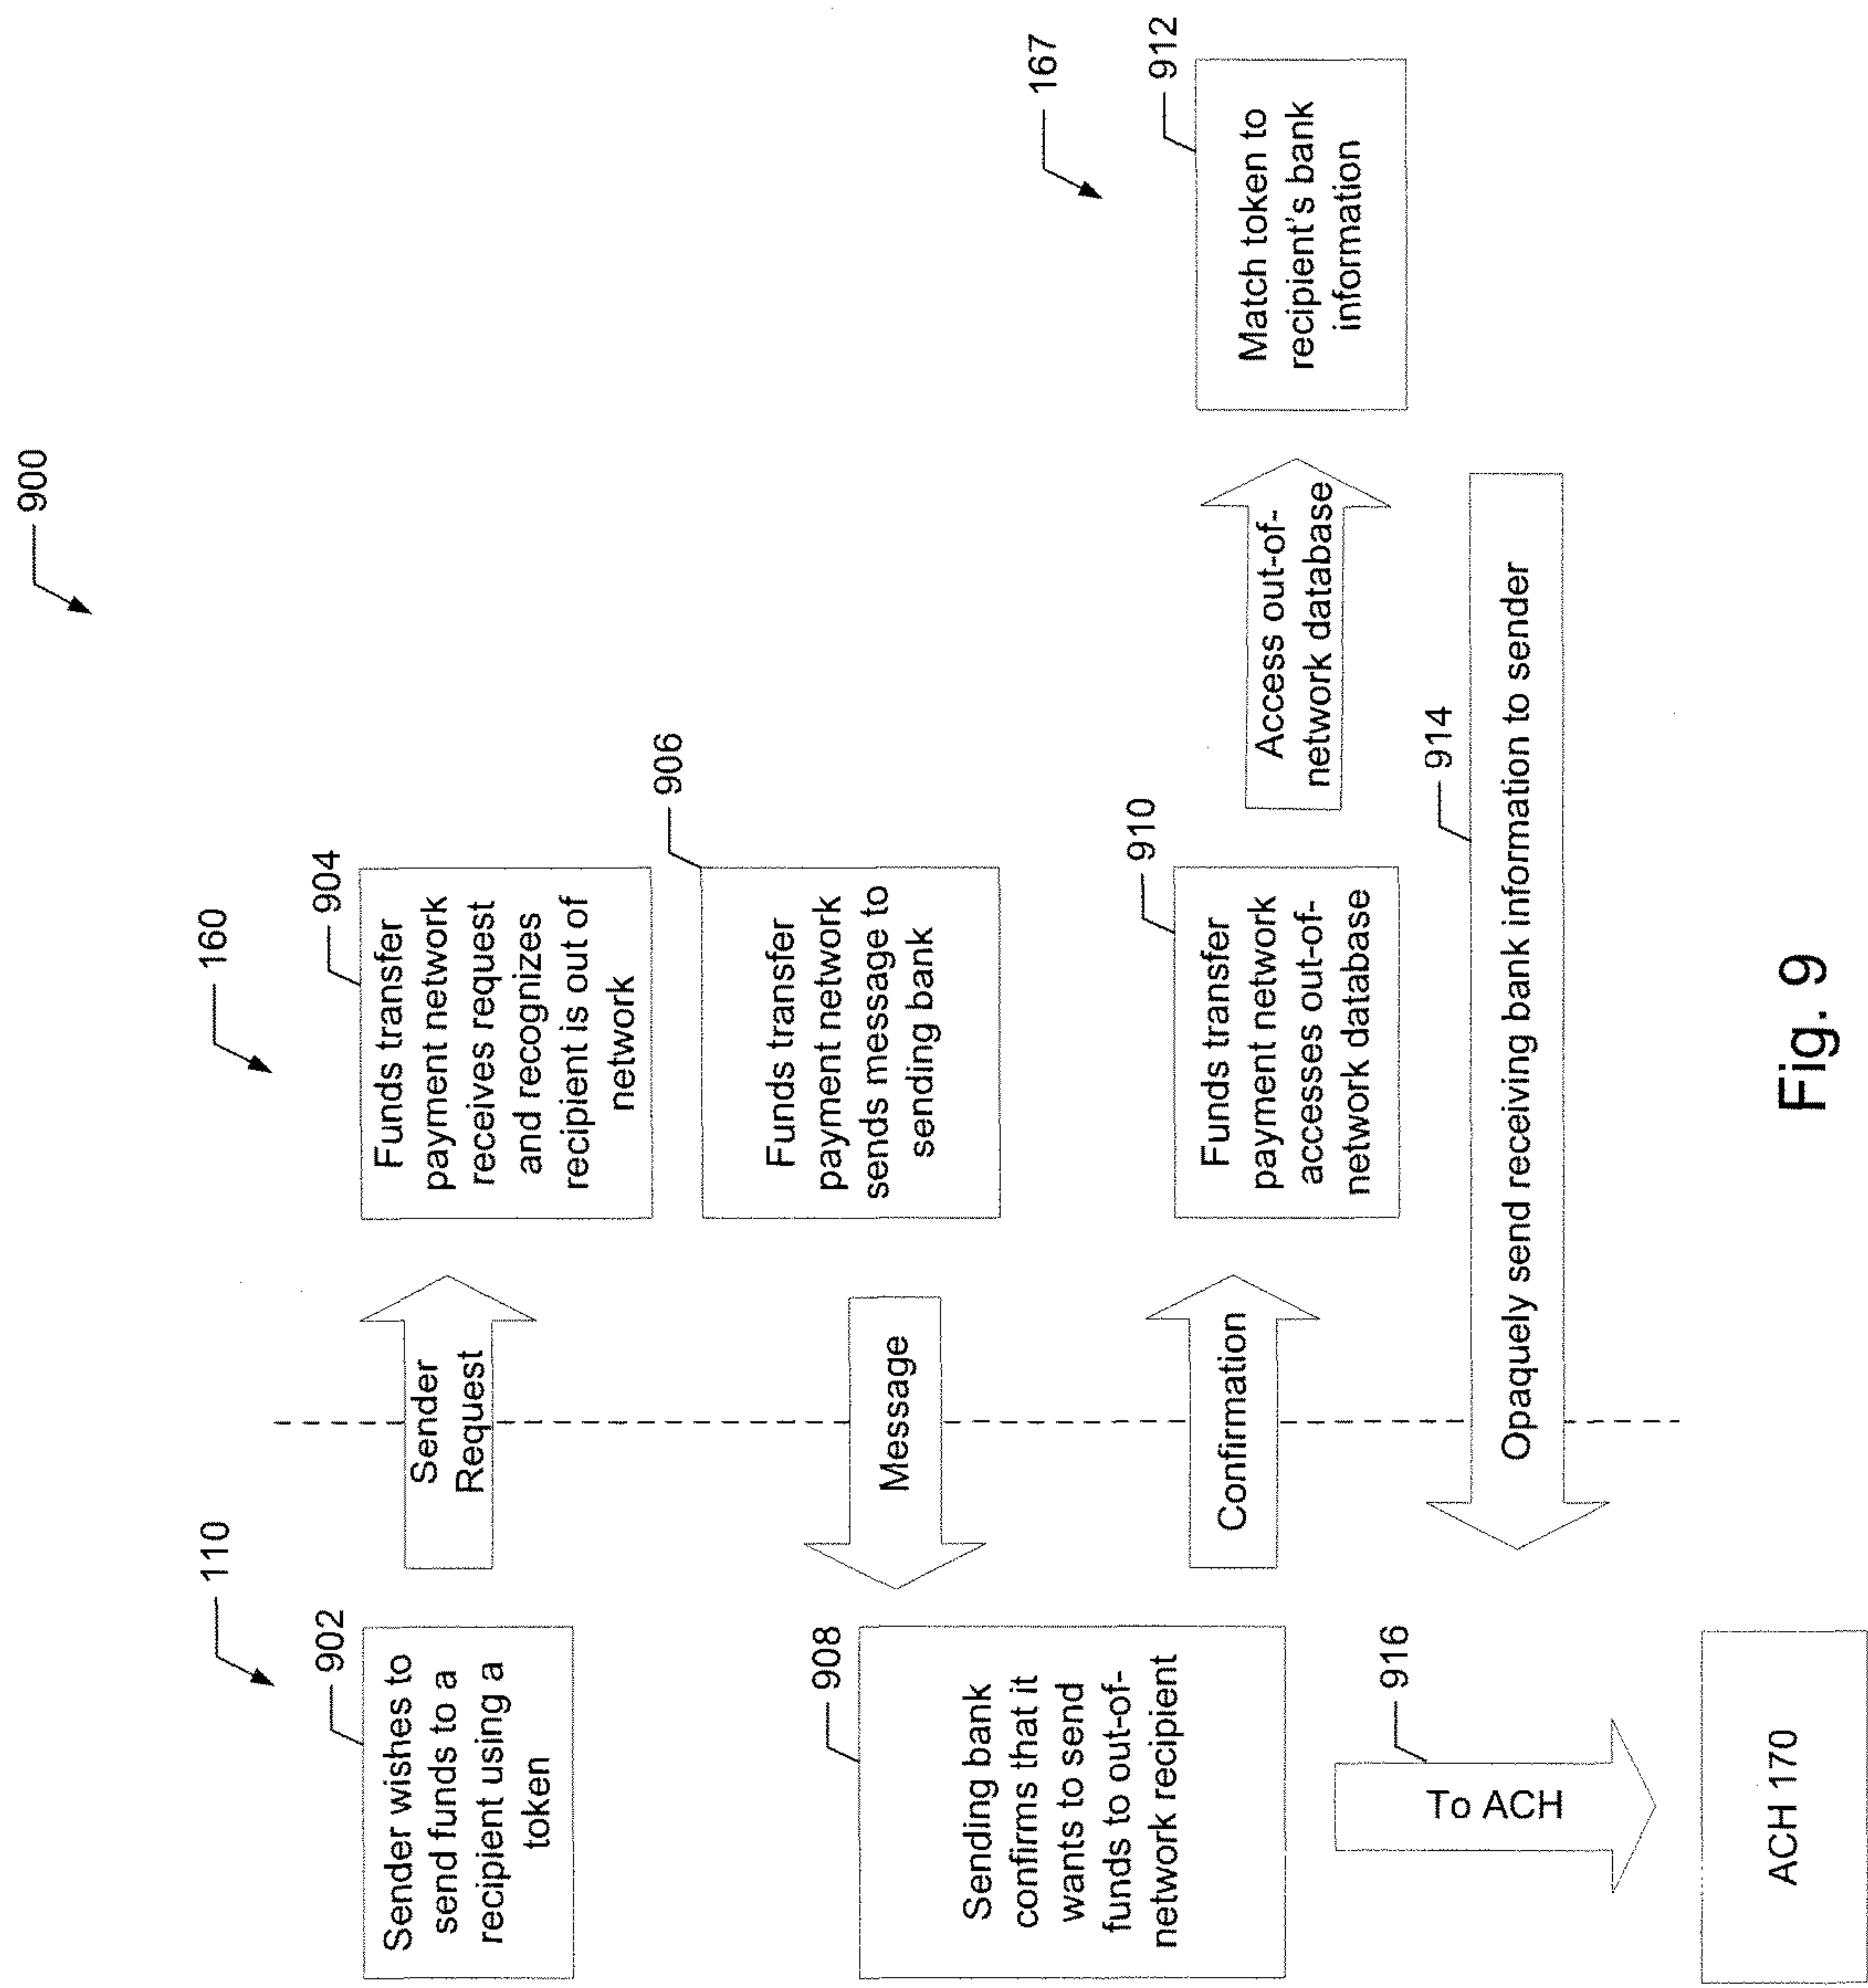 900
110
160
167
902
Sender wishes to
send funds to a
recipient using a
token
Sender
Request
904
Funds transfer
payment network
receives request
and recognizes
recipient is out of
network
906
Funds transfer
payment network
sends message to
sending bank
Message
908
Sending bank
confirms that it
wants to send
funds to out-of-
network recipient
Confirmation
910
Funds transfer
payment network
accesses out-of-
network database
Access out-of-
network database
912
Match token to
recipient's bank
information
914
Opaquely send receiving bank information to sender
916
To ACH
ACH 170
Fig. 9